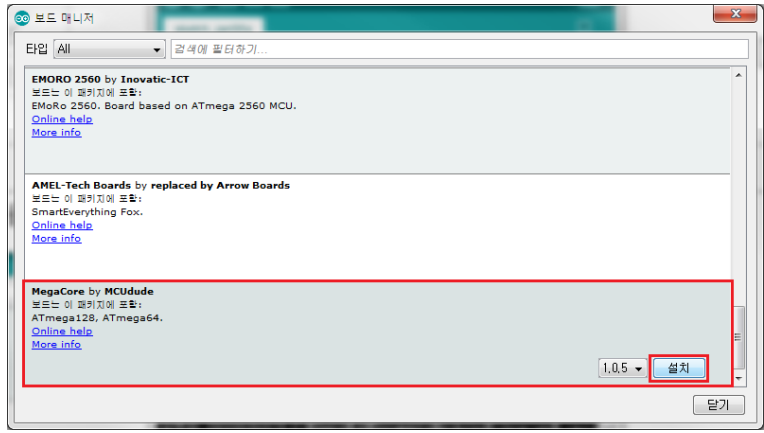 보드 매니저
타입 All 검색에 필터하기...
EMORO 2560 by Inovatic-ICT
보드는 이 패키지에 포함:
EMoRo 2560. Board based on ATmega 2560 MCU.
Online help
More info
AMEL-Tech Boards by replaced by Arrow Boards
보드는 이 패키지에 포함:
SmartEverything Fox.
Online help
More info
MegaCore by MCUdude
보드는 이 패키지에 포함:
ATmega128, ATmega64.
Online help
More info
1,0,5 설치
닫기